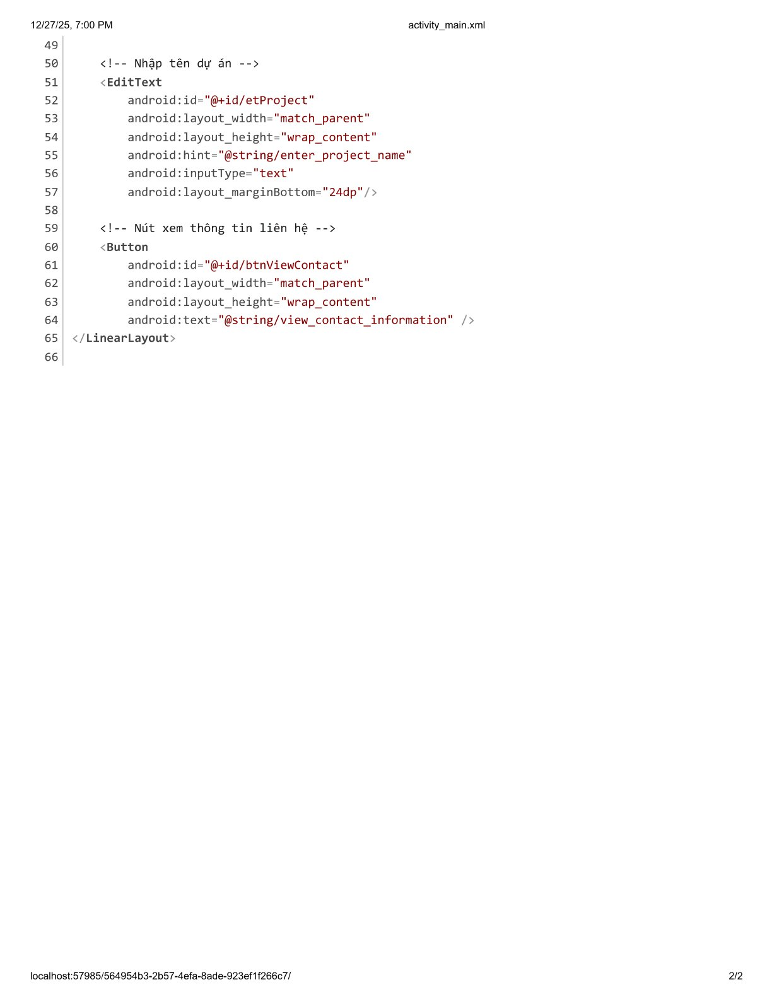 12/27/25, 7:00 PM activity_main.xml
49
50 <!-- Nhập tên dự án -->
51 <EditText
52 android:id="@+id/etProject"
53 android:layout_width="match_parent"
54 android:layout_height="wrap_content"
55 android:hint="@string/enter_project_name"
56 android:inputType="text"
57 android:layout_marginBottom="24dp"/>
58
59 <!-- Nút xem thông tin liên hệ -->
60 <Button
61 android:id="@+id/btnViewContact"
62 android:layout_width="match_parent"
63 android:layout_height="wrap_content"
64 android:text="@string/view_contact_information" />
65 </LinearLayout>
66
localhost:57985/564954b3-2b57-4efa-8ade-923ef1f266c7/ 2/2